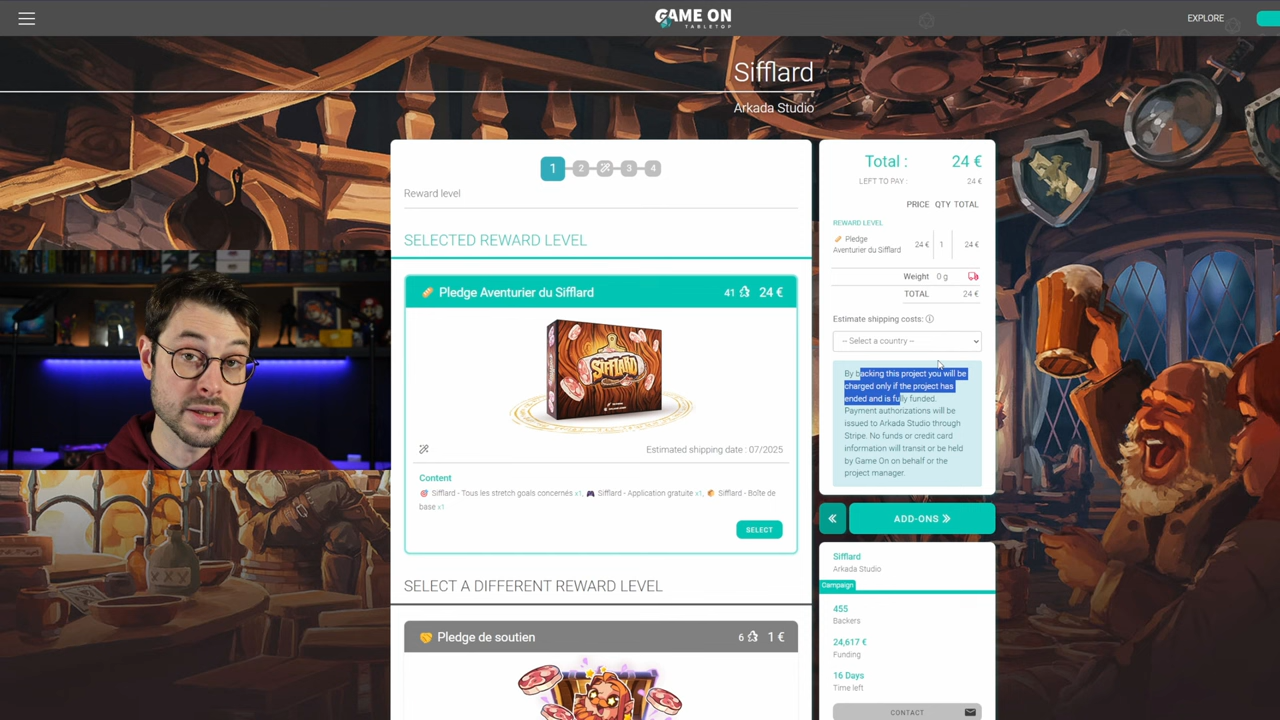 GAME ON
TABLETOP
EXPLORE
Sifflard
Arkada Studio
1
2
3
4
Reward level
SELECTED REWARD LEVEL
Pledge Aventurier du Sifflard
41
24 €
SIFFLARD
Estimated shipping date : 07/2025
Content
Sifflard - Tous les stretch goals concernés x1, Sifflard - Application gratuite x1, Sifflard - Boîte de
base x1
SELECT
SELECT A DIFFERENT REWARD LEVEL
Pledge de soutien
6
1 €
Total :
24 €
LEFT TO PAY :
24 €
PRICE QTY TOTAL
REWARD LEVEL
Pledge
Aventurier du Sifflard
24 €
1
24 €
Weight
0 g
TOTAL
24 €
Estimate shipping costs:
-- Select a country --
By backing this project you will be
charged only if the project has
ended and is fully funded.
Payment authorizations will be
issued to Arkada Studio through
Stripe. No funds or credit card
information will transit or be held
by Game On on behalf or the
project manager.
ADD-ONS
Sifflard
Arkada Studio
Campaign
455
Backers
24,617 €
Funding
16 Days
Time left
CONTACT